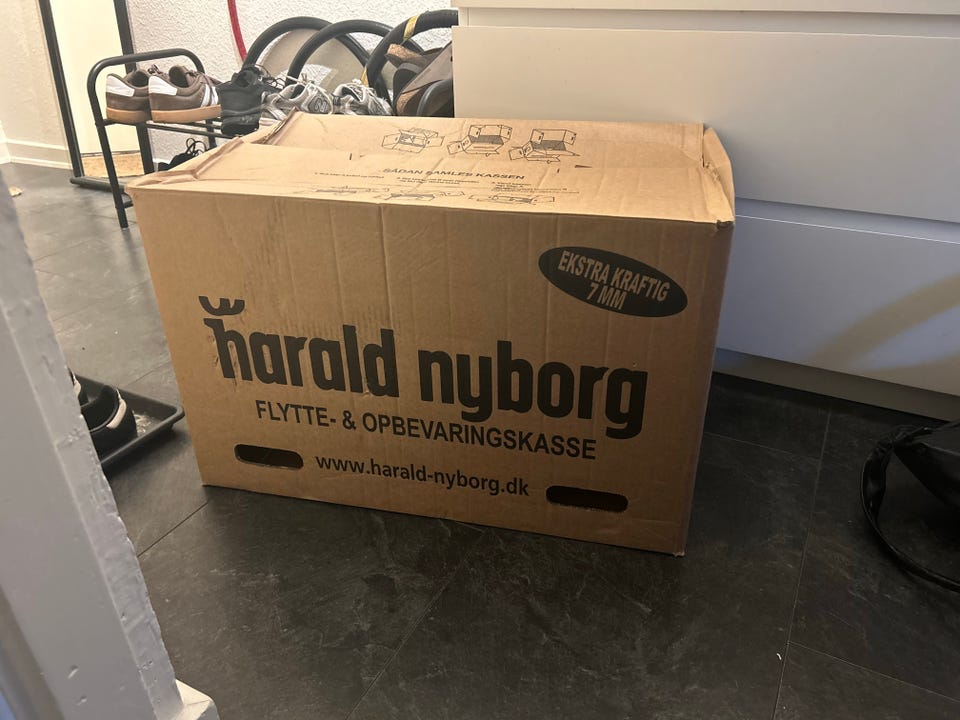 SÅDAN SAMLES KASSEN
EKSTRA KRAFTIG
7 MM
harald nyborg
FLYTTE- & OPBEVARINGSKASSE
www.harald-nyborg.dk